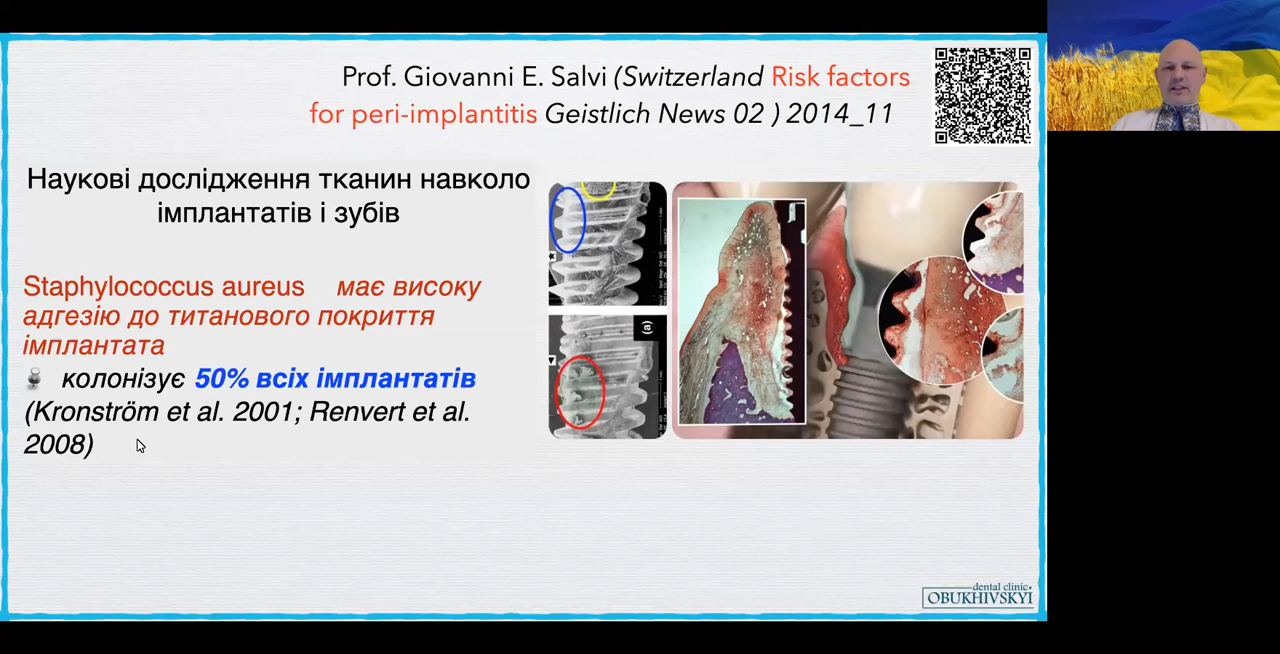 Prof. Giovanni E. Salvi (Switzerland Risk factors
for peri-implantitis Geistlich News 02 ) 2014_11
Наукові дослідження тканин навколо
імплантатів і зубів
Staphylococcus aureus має високу
адгезію до титанового покриття
імплантата
колонізує 50% всіх імплантатів
(Kronström et al. 2001; Renvert et al.
2008)
(a)
dental clinic
OBUKHIVSKYI